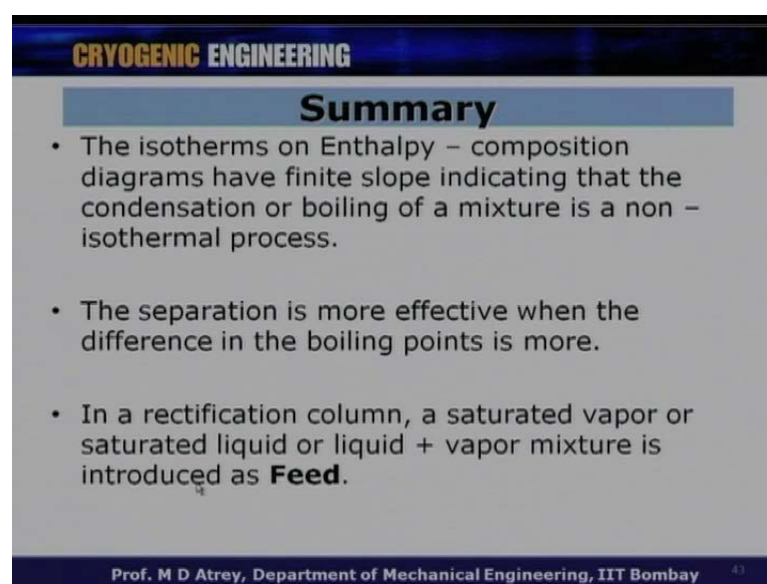 CRYOGENIC ENGINEERING
Summary
• The isotherms on Enthalpy – composition
diagrams have finite slope indicating that the
condensation or boiling of a mixture is a non –
isothermal process.
• The separation is more effective when the
difference in the boiling points is more.
• In a rectification column, a saturated vapor or
saturated liquid or liquid + vapor mixture is
introduced as Feed.
Prof. M D Atrey, Department of Mechanical Engineering, IIT Bombay 43